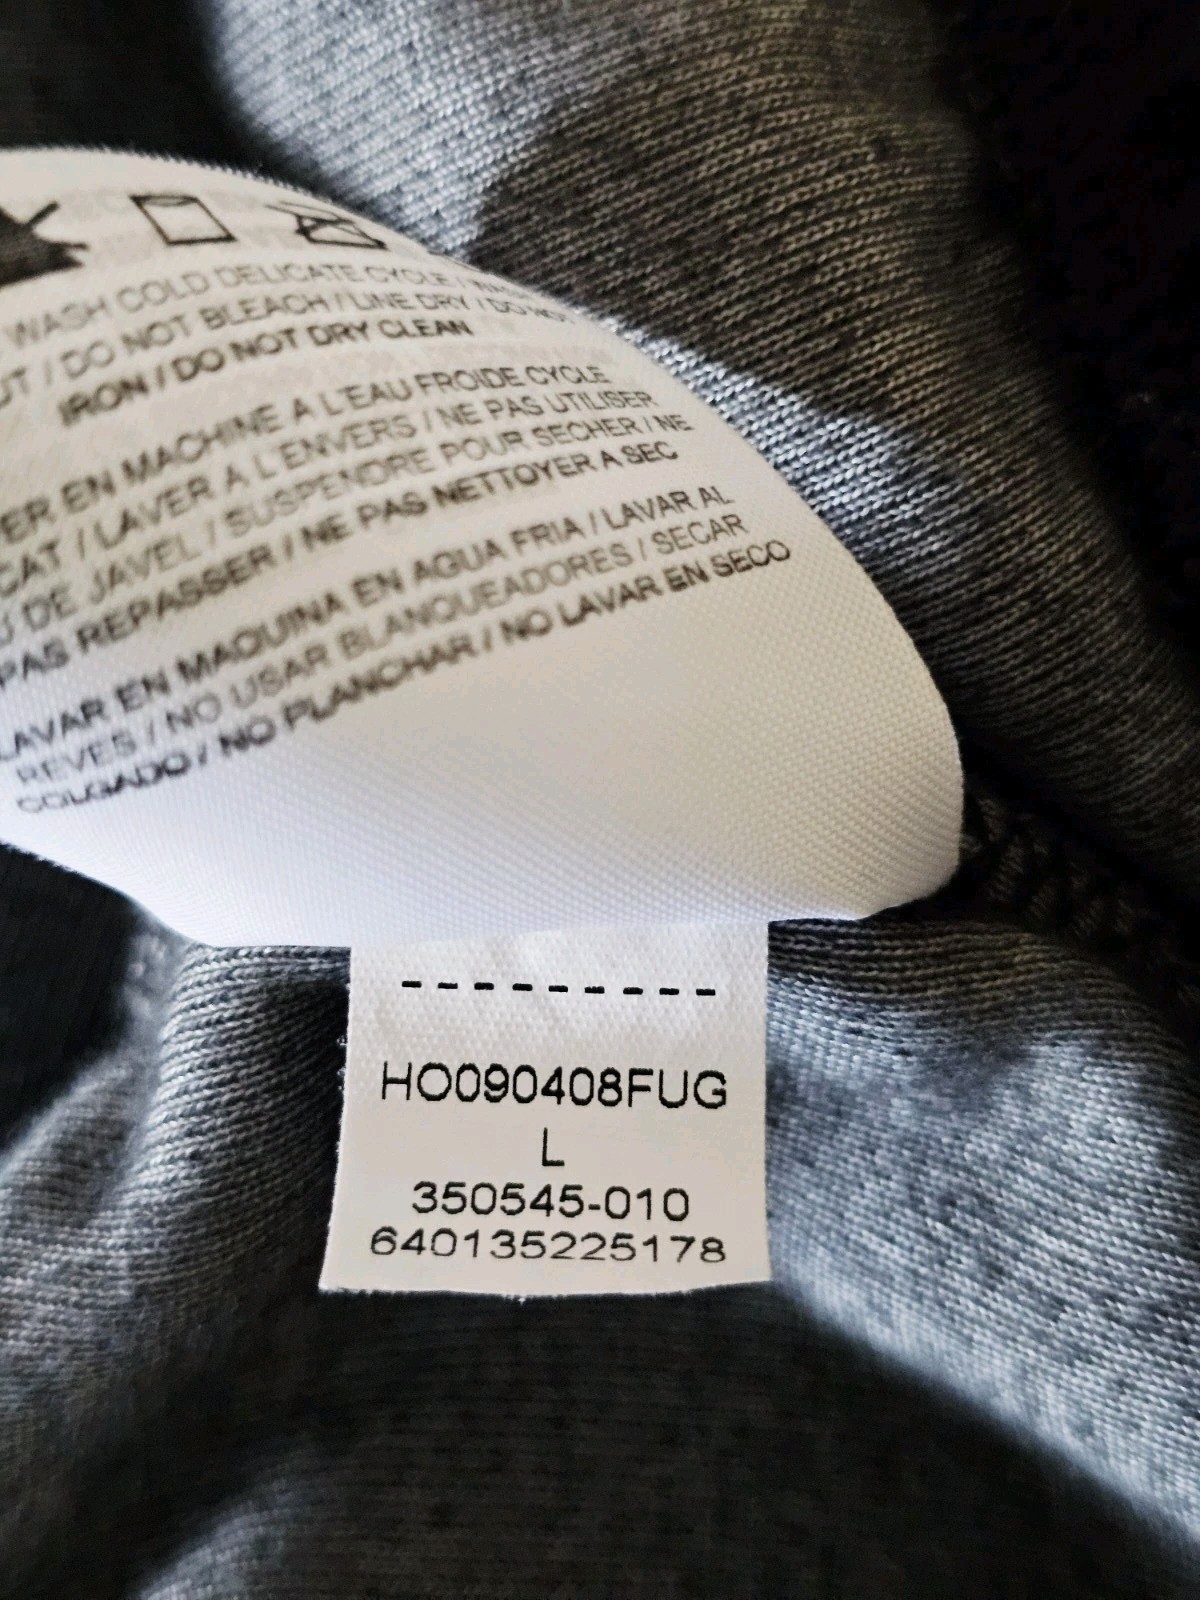 WASH COLD DELICATE CYCLE /
/ DO NOT BLEACH / LINE DRY / DO NOT
IRON / DO NOT DRY CLEAN
EN MACHINE A L'EAU FROIDE CYCLE
/ LAVER A L'ENVERS / NE PAS UTILISER
DE JAVEL / SUSPENDRE POUR SECHER / NE
PAS REPASSER / NE PAS NETTOYER A SEC
LAVAR EN MAQUINA EN AGUA FRIA / LAVAR AL
REVES / NO USAR BLANQUEADORES / SECAR
COLGADO / NO PLANCHAR / NO LAVAR EN SECO
HO090408FUG
L
350545-010
640135225178